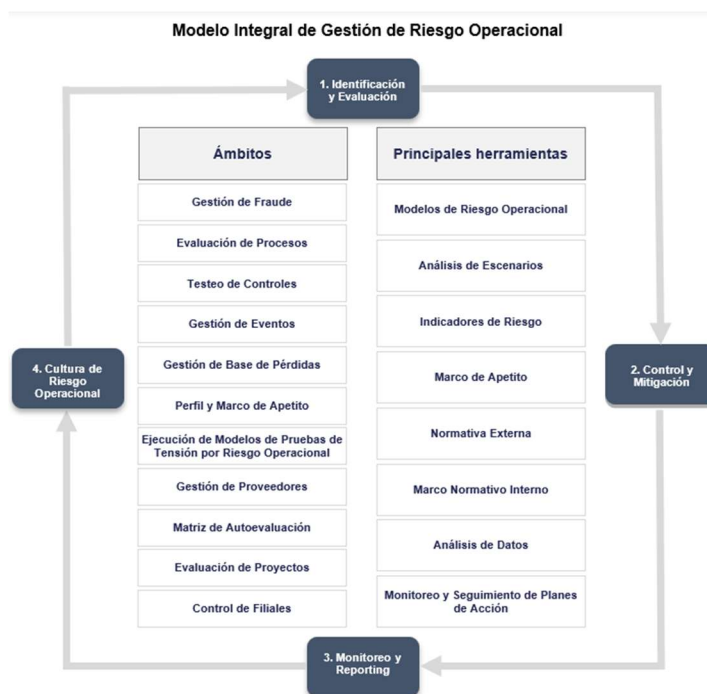 Modelo Integral de Gestión de Riesgo Operacional
1. Identificación
y Evaluación
Ámbitos
Gestión de Fraude
Evaluación de Procesos
Testeo de Controles
Gestión de Eventos
Gestión de Base de Pérdidas
Perfil y Marco de Apetito
Ejecución de Modelos de Pruebas de
Tensión por Riesgo Operacional
Gestión de Proveedores
Matriz de Autoevaluación
Evaluación de Proyectos
Control de Filiales
Principales herramientas
Modelos de Riesgo Operacional
Análisis de Escenarios
Indicadores de Riesgo
Marco de Apetito
Normativa Externa
Marco Normativo Interno
Análisis de Datos
Monitoreo y Seguimiento de Planes
de Acción
2. Control y
Mitigación
3. Monitoreo y
Reporting
4. Cultura de
Riesgo
Operacional